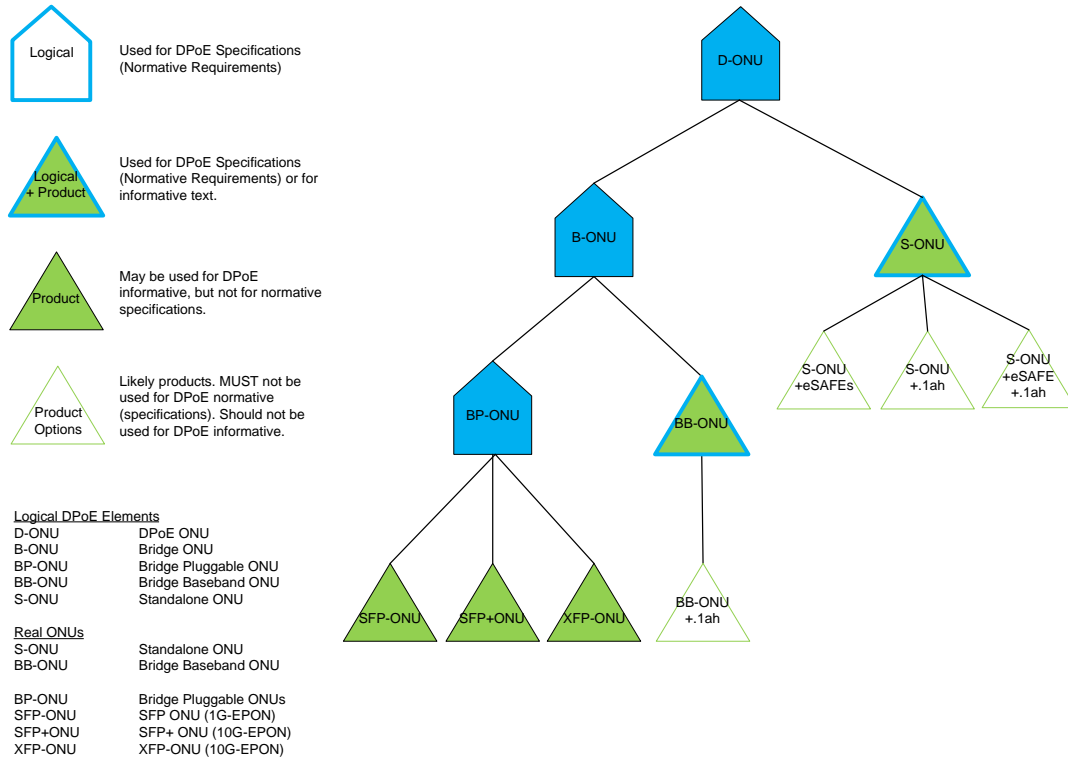 Logical
Used for DPoE Specifications
(Normative Requirements)
Logical
+ Product
Used for DPoE Specifications
(Normative Requirements) or for
informative text.
Product
May be used for DPoE
informative, but not for normative
specifications.
Product
Options
Likely products. MUST not be
used for DPoE normative
(specifications). Should not be
used for DPoE informative.
D-ONU
B-ONU
S-ONU
S-ONU
+eSAFEs
S-ONU
+.1ah
S-ONU
+eSAFE
+.1ah
BP-ONU
BB-ONU
SFP-ONU
SFP+ONU
XFP-ONU
BB-ONU
+.1ah
Logical DPoE Elements
D-ONU DPoE ONU
B-ONU Bridge ONU
BP-ONU Bridge Pluggable ONU
BB-ONU Bridge Baseband ONU
S-ONU Standalone ONU
Real ONUs
S-ONU Standalone ONU
BB-ONU Bridge Baseband ONU
BP-ONU Bridge Pluggable ONUs
SFP-ONU SFP ONU (1G-EPON)
SFP+ONU SFP+ ONU (10G-EPON)
XFP-ONU XFP-ONU (10G-EPON)